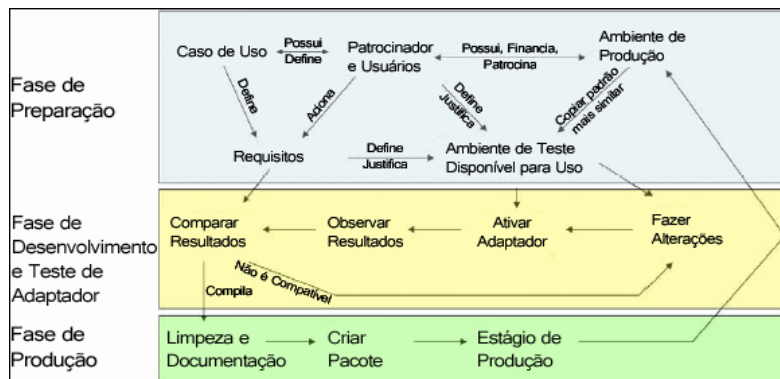 Fase de
Preparação
Caso de Uso
Possui
Define
Patrocinador
e Usuários
Possui, Financia,
Patrocina
Ambiente de
Produção
Define
Aciona
Define
Justifica
Copiar padrão
mais similar
Requisitos
Define
Justifica
Ambiente de Teste
Disponível para Uso
Fase de
Desenvolvimento
e Teste de
Adaptador
Comparar
Resultados
Observar
Resultados
Ativar
Adaptador
Fazer
Alterações
Compila
Não é Compatível
Fase de
Produção
Limpeza e
Documentação
Criar
Pacote
Estágio de
Produção